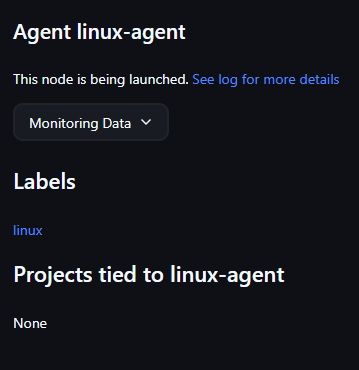 Agent linux-agent
This node is being launched. See log for more details
Monitoring Data
Labels
linux
Projects tied to linux-agent
None